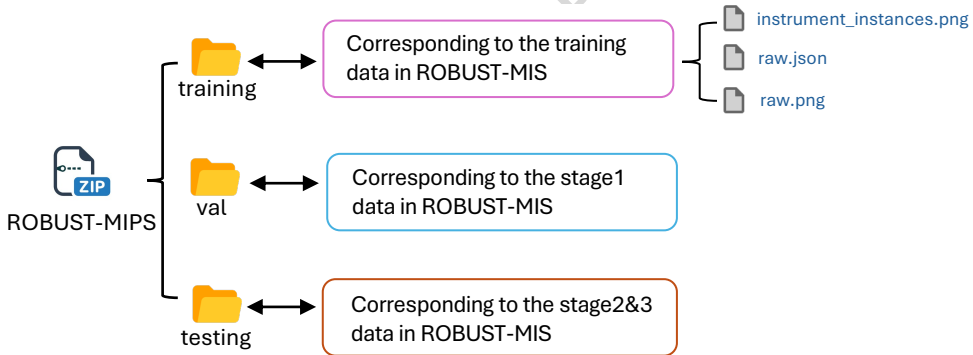 instrument_instances.png
Corresponding to the training
data in ROBUST-MIS
raw.json
training
raw.png
ZIP
ROBUST-MIPS
Corresponding to the stage1
data in ROBUST-MIS
val
Corresponding to the stage2&3
data in ROBUST-MIS
testing